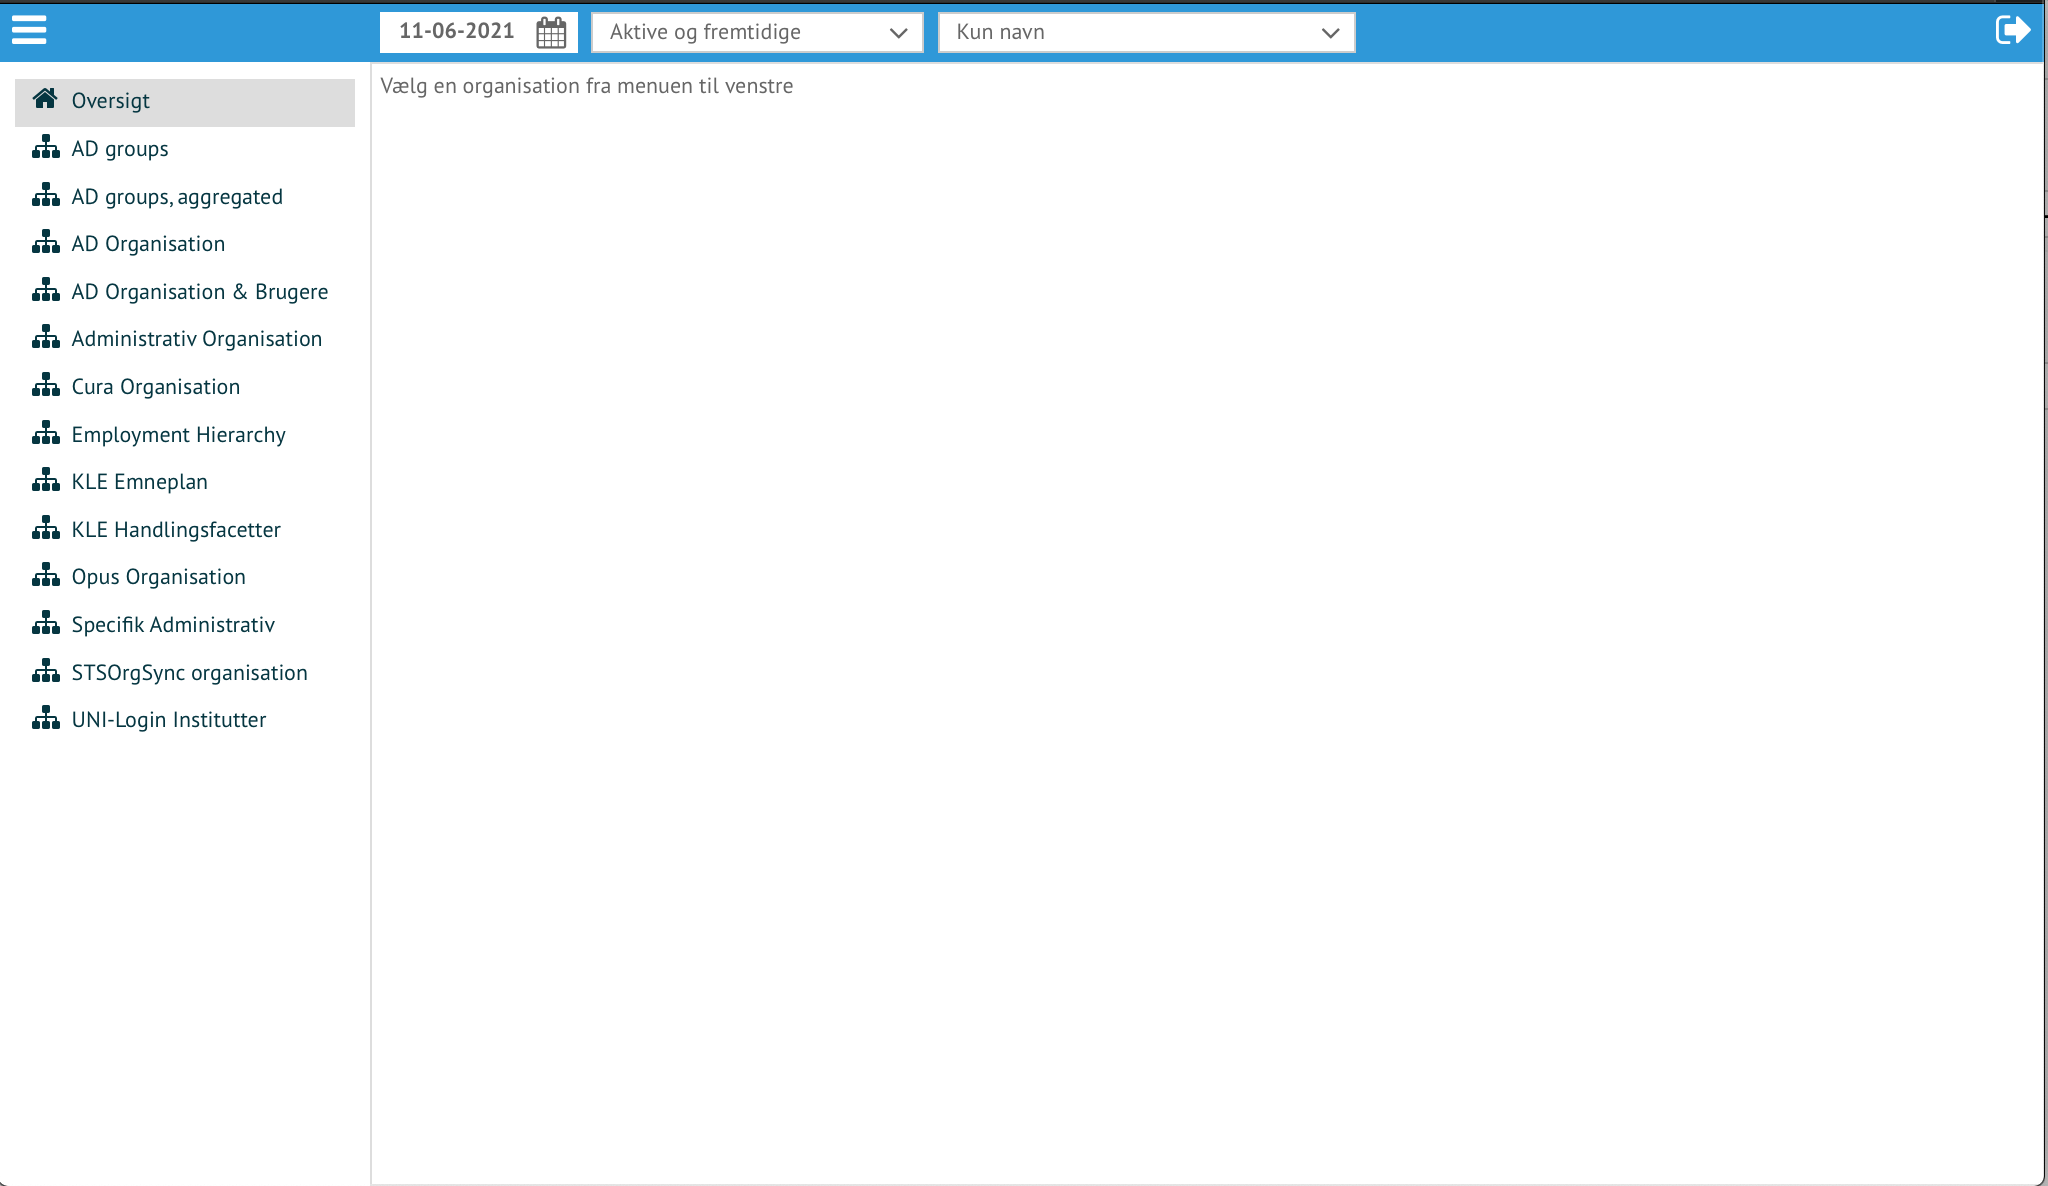 11-06-2021
Aktive og fremtidige
Kun navn
Oversigt
AD groups
AD groups, aggregated
AD Organisation
AD Organisation & Brugere
Administrativ Organisation
Cura Organisation
Employment Hierarchy
KLE Emneplan
KLE Handlingsfacetter
Opus Organisation
Specifik Administrativ
STSOrgSync organisation
UNI-Login Institutter
Vælg en organisation fra menuen til venstre